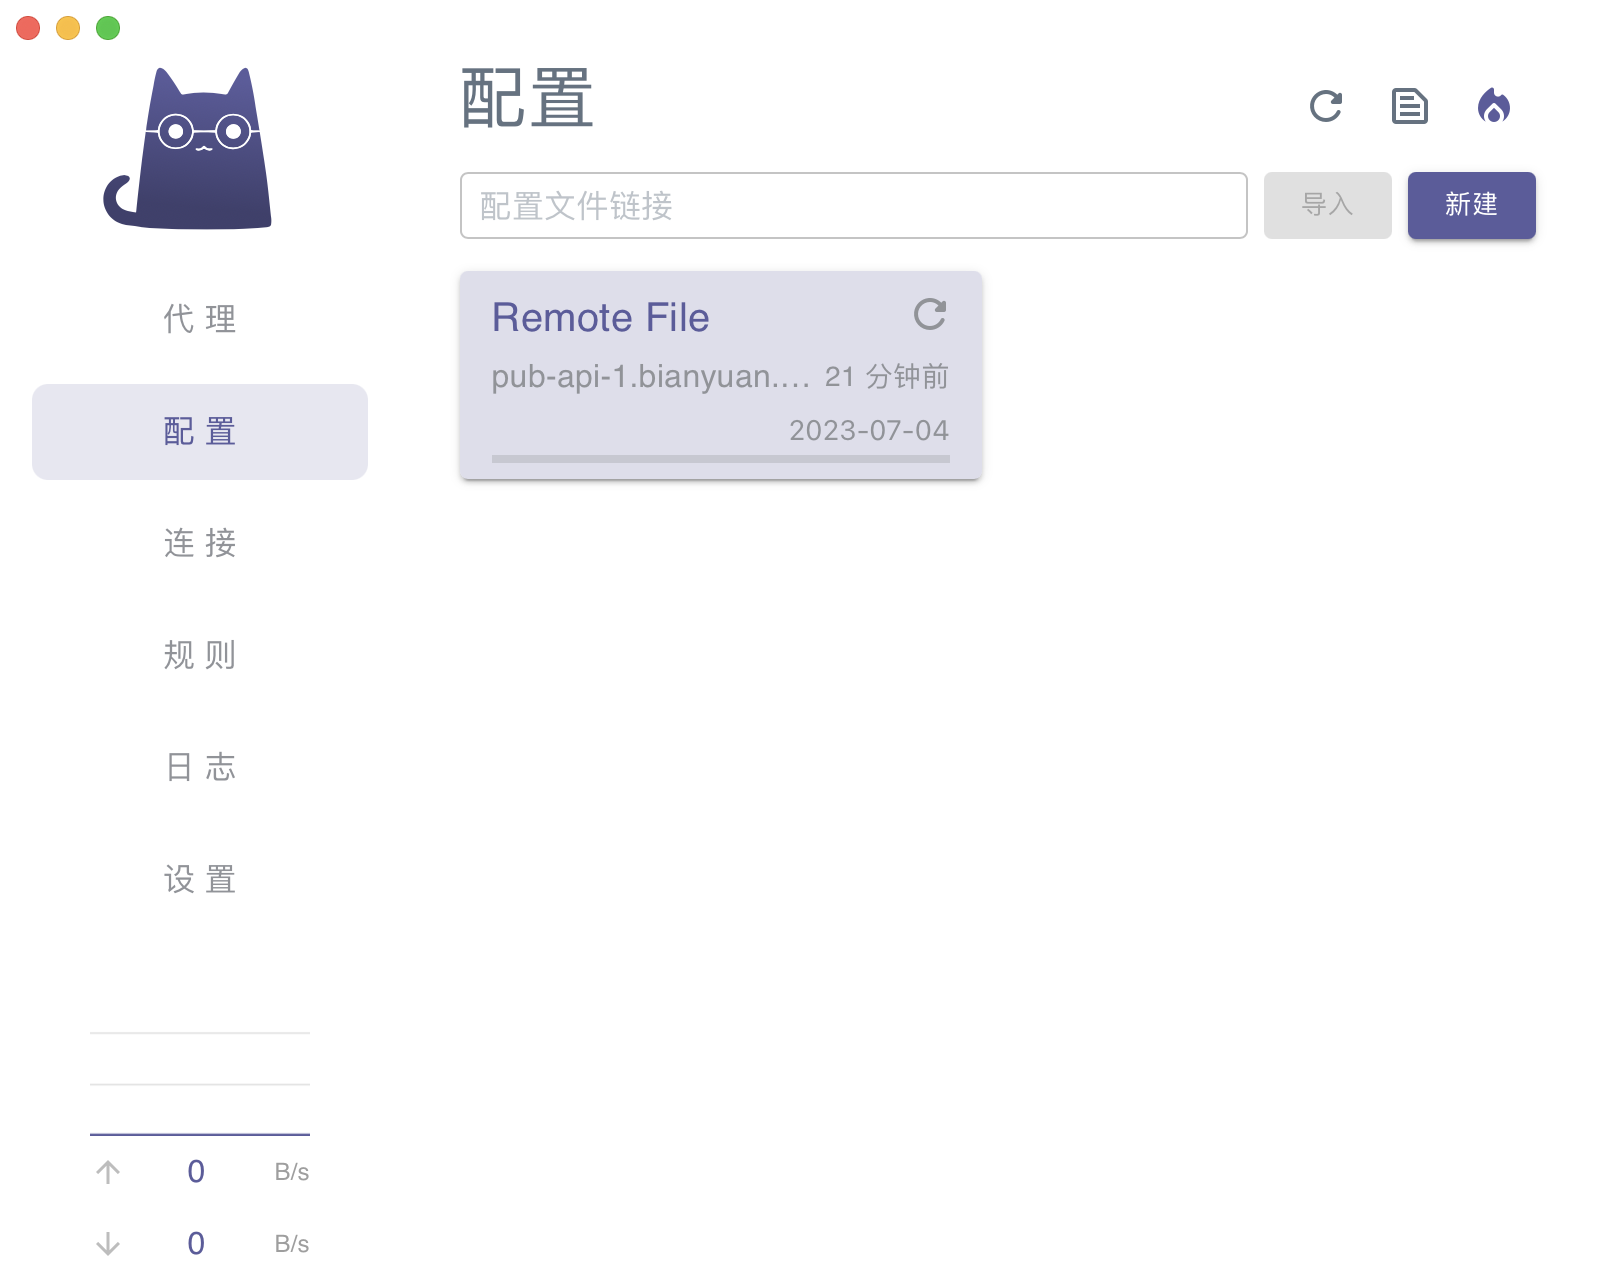 配置
代理
配置
连接
规则
日志
设置
配置文件链接
导入
新建
Remote File
pub-api-1.bianyuan.... 21 分钟前
2023-07-04
0 B/s
0 B/s